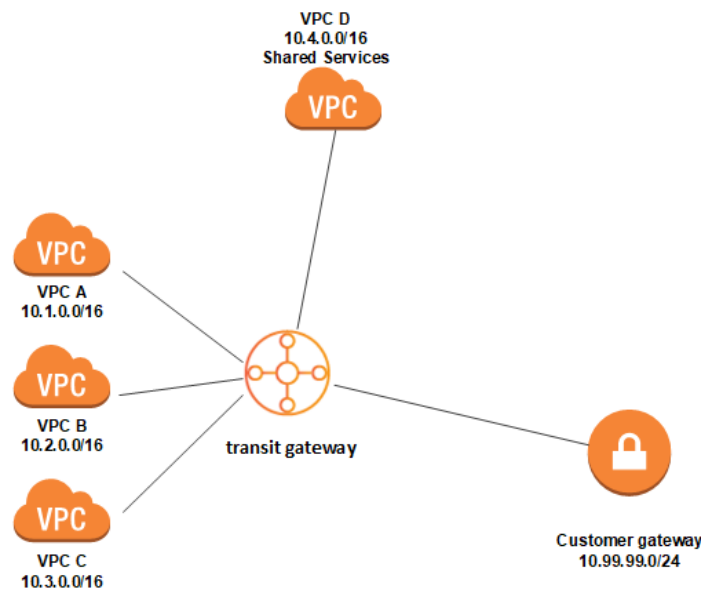 VPC D
10.4.0.0/16
Shared Services
VPC
VPC
VPC A
10.1.0.0/16
VPC
VPC B
10.2.0.0/16
VPC
VPC C
10.3.0.0/16
transit gateway
Customer gateway
10.99.99.0/24